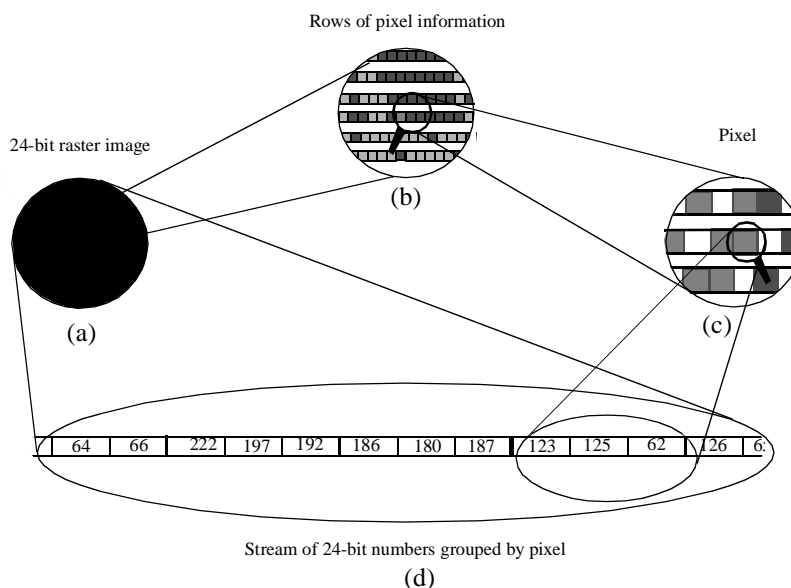 Rows of pixel information
24-bit raster image
Pixel
(b)
(a)
(c)
64 66 222 197 192 186 180 187 123 125 62 126
Stream of 24-bit numbers grouped by pixel
(d)